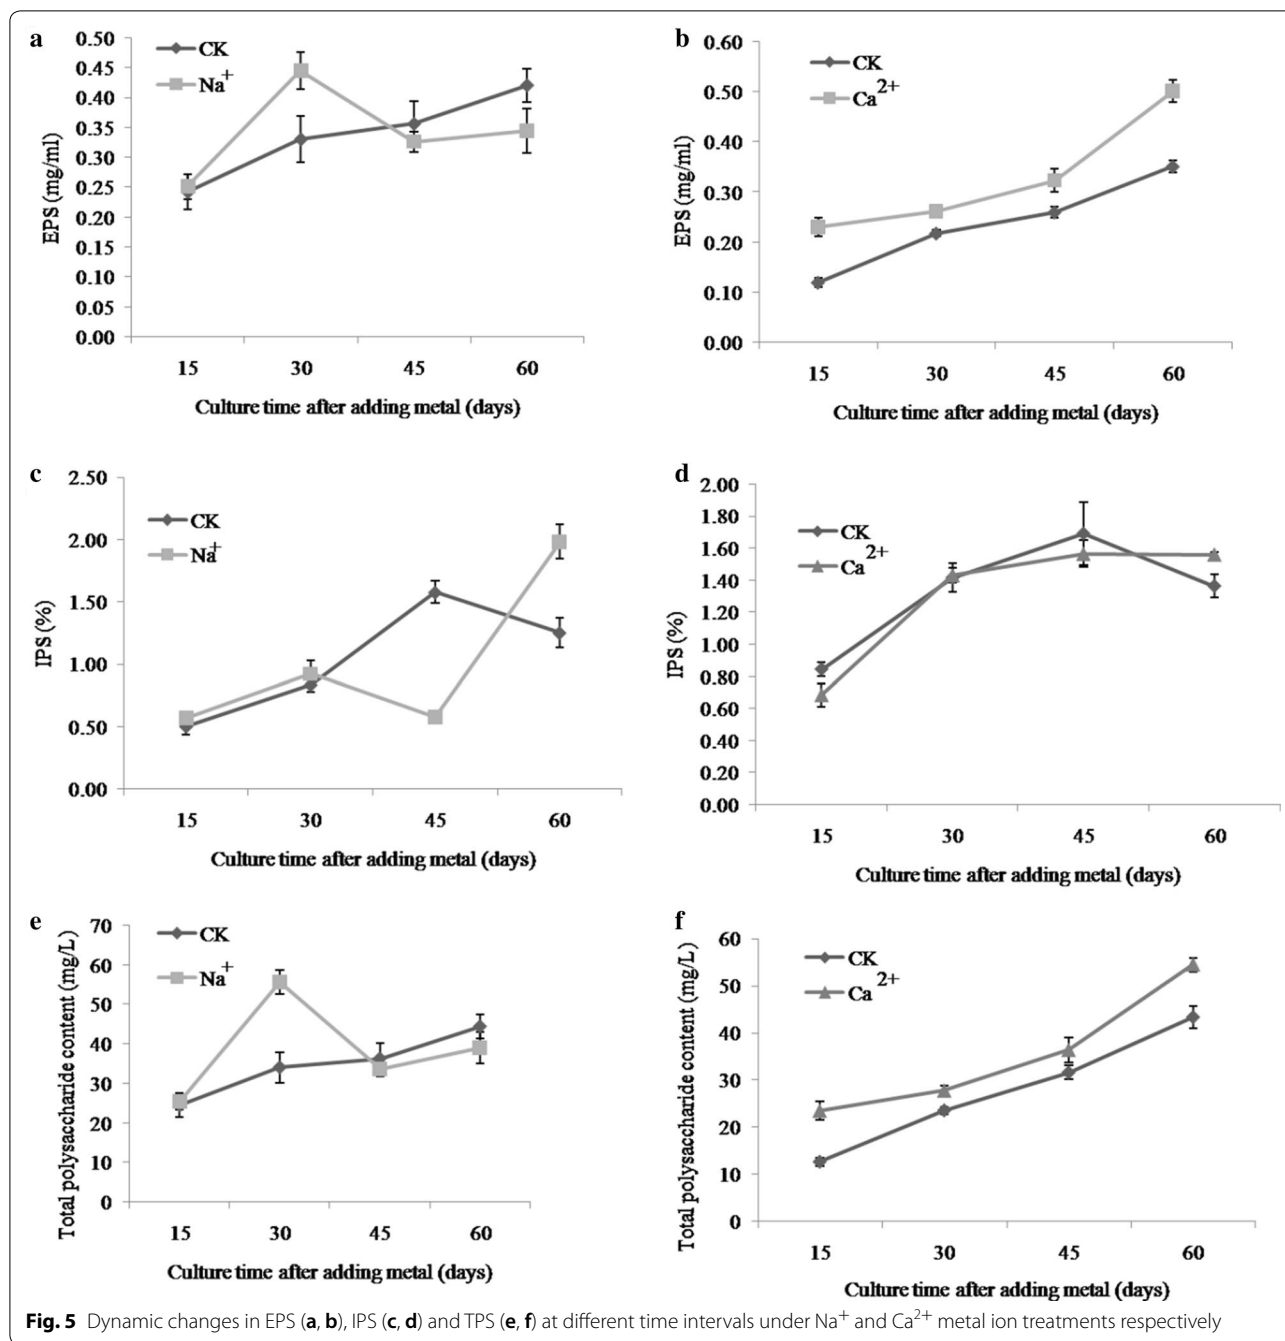 a
0.50
0.45
0.40
0.35
0.30
0.25
0.20
0.15
0.10
0.05
0.00
EPS (mg/ml)
CK
Na+
15 30 45 60
Culture time after adding metal (days)
b
0.60
0.50
0.40
0.30
0.20
0.10
0.00
EPS (mg/ml)
CK
Ca2+
15 30 45 60
Culture time after adding metal (days)
c
2.50
2.00
1.50
1.00
0.50
0.00
IPS (%)
CK
Na+
15 30 45 60
Culture time after adding metal (days)
d
2.00
1.80
1.60
1.40
1.20
1.00
0.80
0.60
0.40
0.20
0.00
IPS (%)
CK
Ca2+
15 30 45 60
Culture time after adding metal (days)
e
70
60
50
40
30
20
10
0
Total polysaccharide content (mg/L)
CK
Na+
15 30 45 60
Culture time after adding metal (days)
f
60
50
40
30
20
10
0
Total polysaccharide content (mg/L)
CK
Ca2+
15 30 45 60
Culture time after adding metal (days)
Fig. 5 Dynamic changes in EPS (a, b), IPS (c, d) and TPS (e, f) at different time intervals under Na+ and Ca2+ metal ion treatments respectively